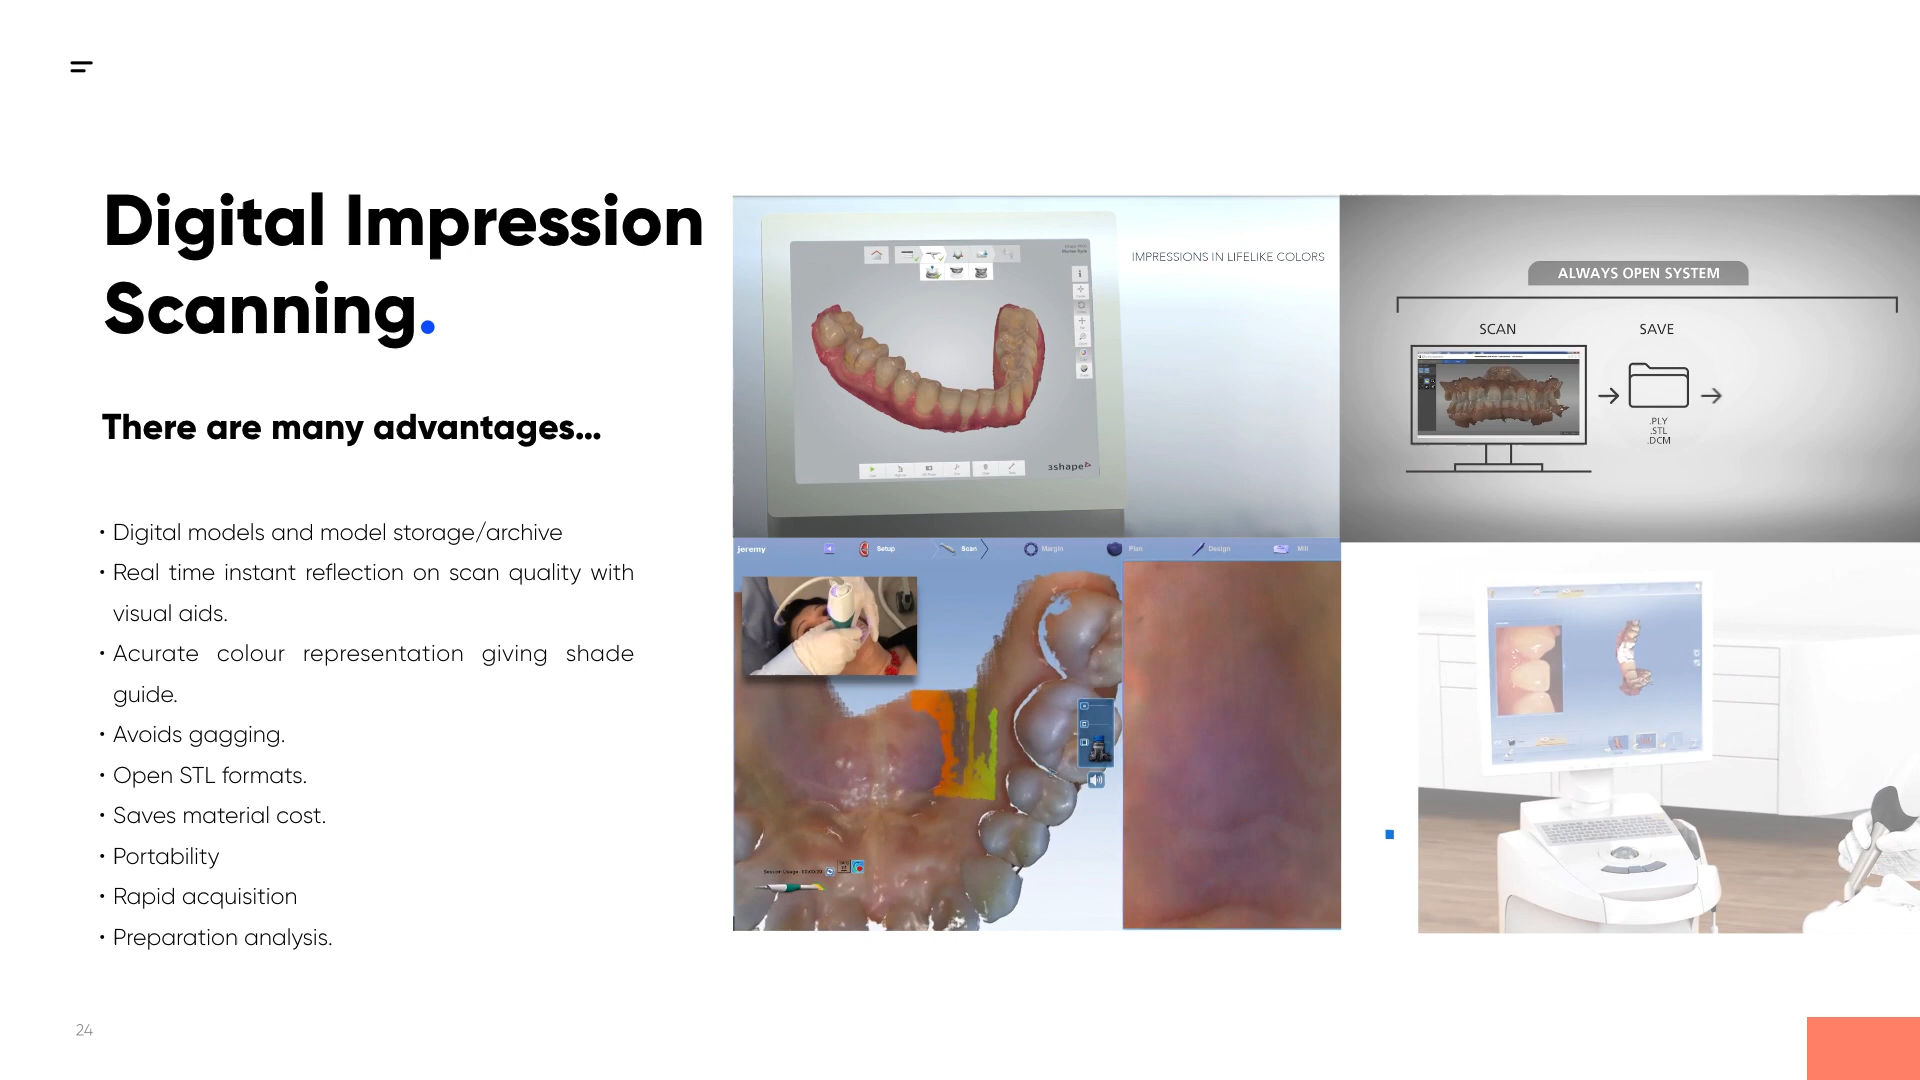 Digital Impression
Scanning.
There are many advantages...
• Digital models and model storage/archive
• Real time instant reflection on scan quality with
visual aids.
• Acurate colour representation giving shade
guide.
• Avoids gagging.
• Open STL formats.
• Saves material cost.
• Portability
• Rapid acquisition
• Preparation analysis.
24
IMPRESSIONS IN LIFELIKE COLORS
3shape
ALWAYS OPEN SYSTEM
SCAN
SAVE
.PLY
.STL
.DCM
jeremy
Setup
Scan
Margin
Plan
Design
Mill